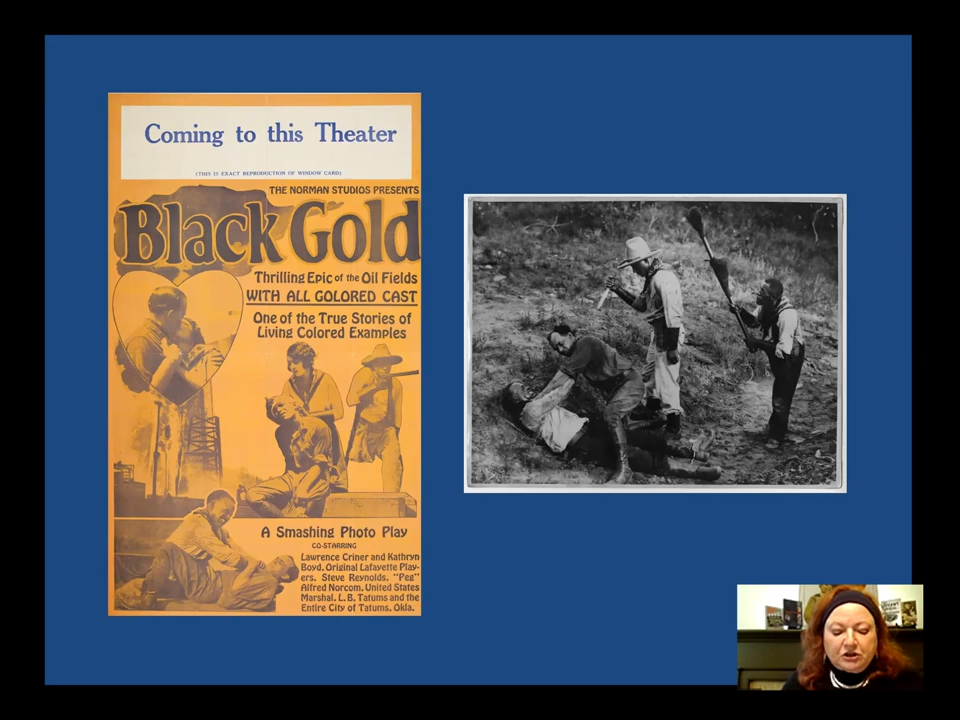 Coming to this Theater
(THIS IS EXACT REPRODUCTION OF WINDOW CARD)
THE NORMAN STUDIOS PRESENTS
Black Gold
Thrilling Epic of the Oil Fields
WITH ALL COLORED CAST
One of the True Stories of
Living Colored Examples
A Smashing Photo Play
CO-STARRING
Lawrence Criner and Kathryn
Boyd, Original Lafayette Play-
ers. Steve Reynolds, "Peg"
Alfred Norcom, United States
Marshal, L. B. Tatums and the
Entire City of Tatums, Okla.